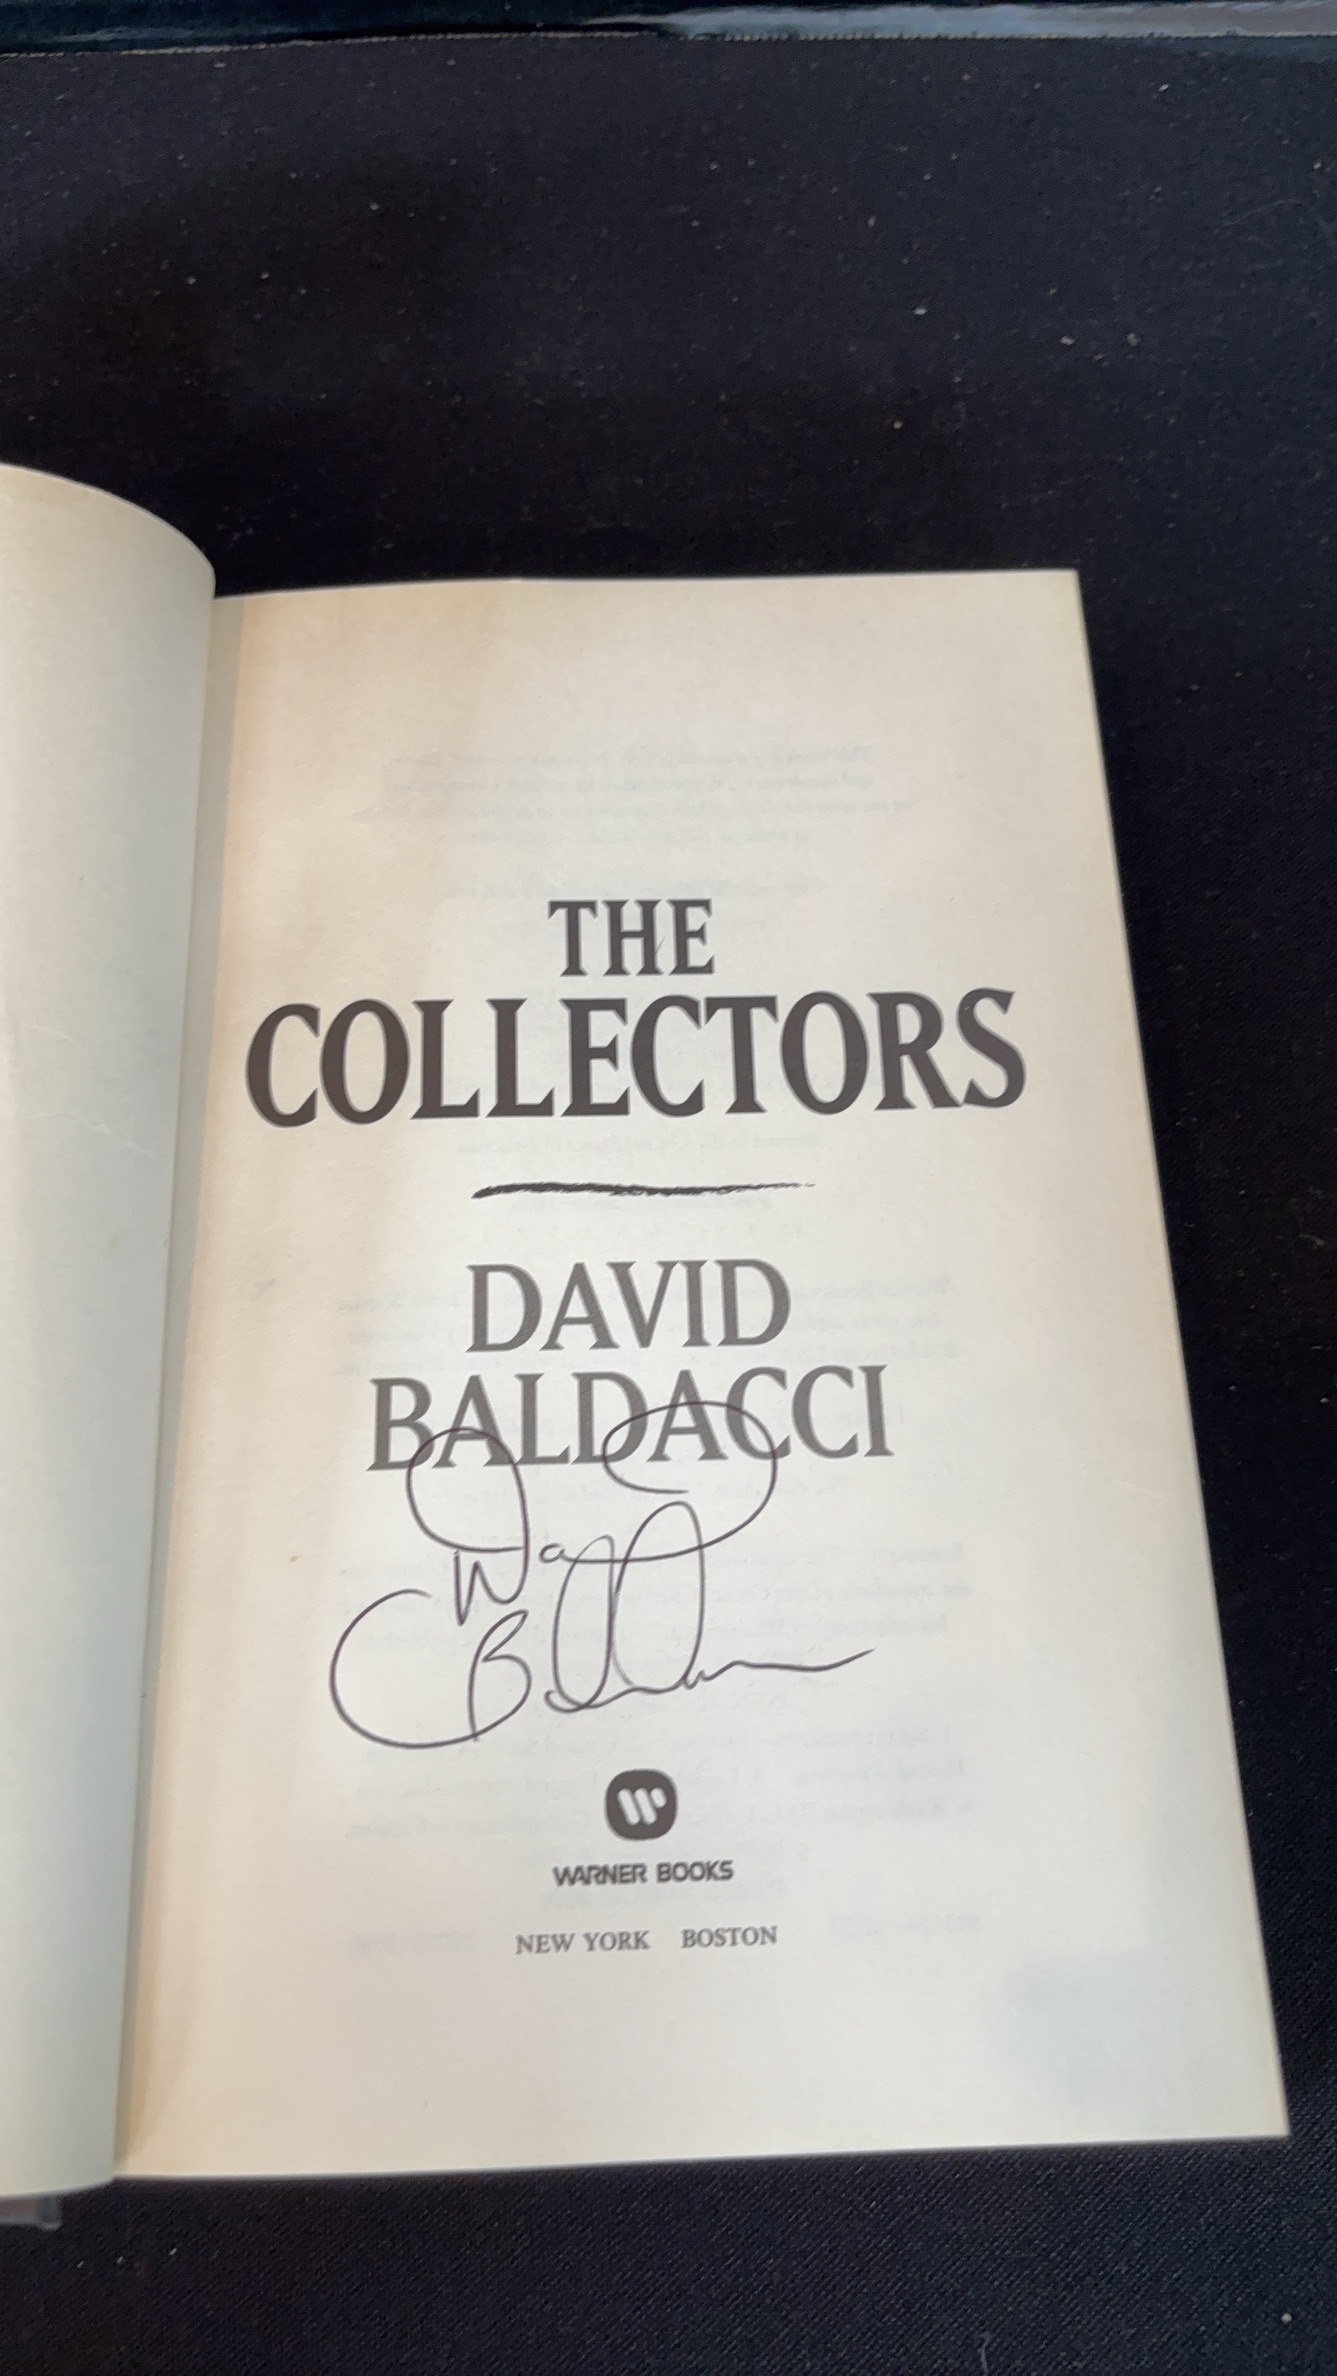 THE
COLLECTORS
DAVID
BALDACCI
WARNER BOOKS
NEW YORK BOSTON